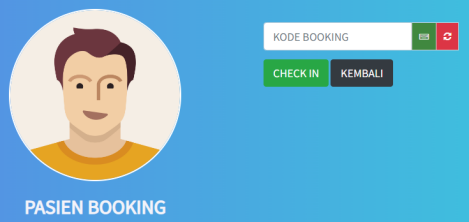 KODE BOOKING
CHECK IN
KEMBALI
PASIEN BOOKING